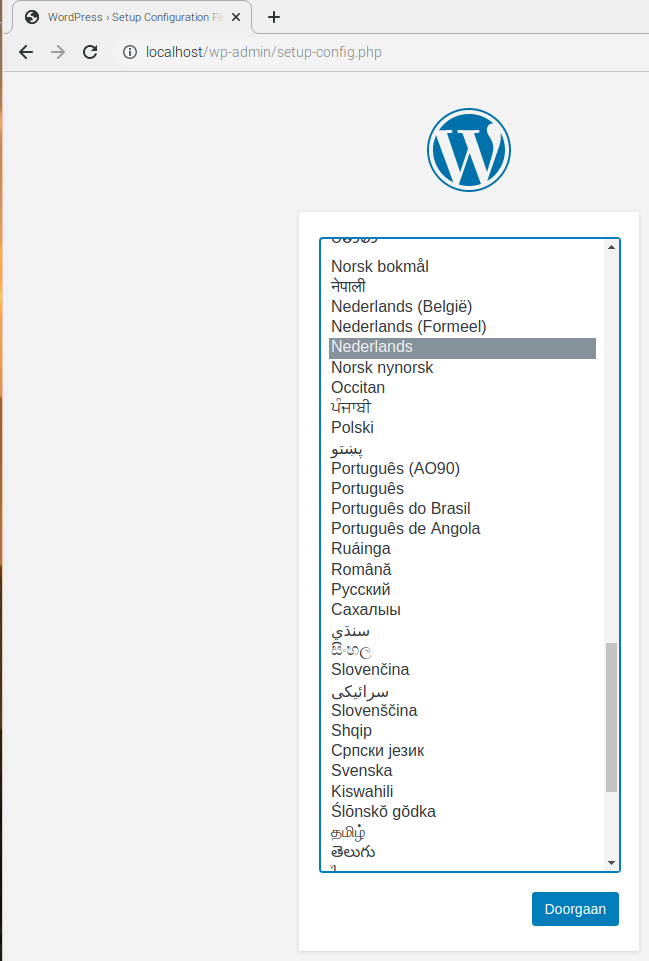 WordPress › Setup Configuration Fi
localhost/wp-admin/setup-config.php
Norsk bokmål
नेपाली
Nederlands (België)
Nederlands (Formeel)
Nederlands
Norsk nynorsk
Occitan
ਪੰਜਾਬੀ
Polski
پښتو
Português (AO90)
Português
Português do Brasil
Português de Angola
Ruáinga
Română
Русский
Сахалыы
سنڌي
සිංහල
Slovenčina
سرائیکی
Slovenščina
Shqip
Српски језик
Svenska
Kiswahili
Ślōnskŏ gŏdka
தமிழ்
తెలుగు
Doorgaan